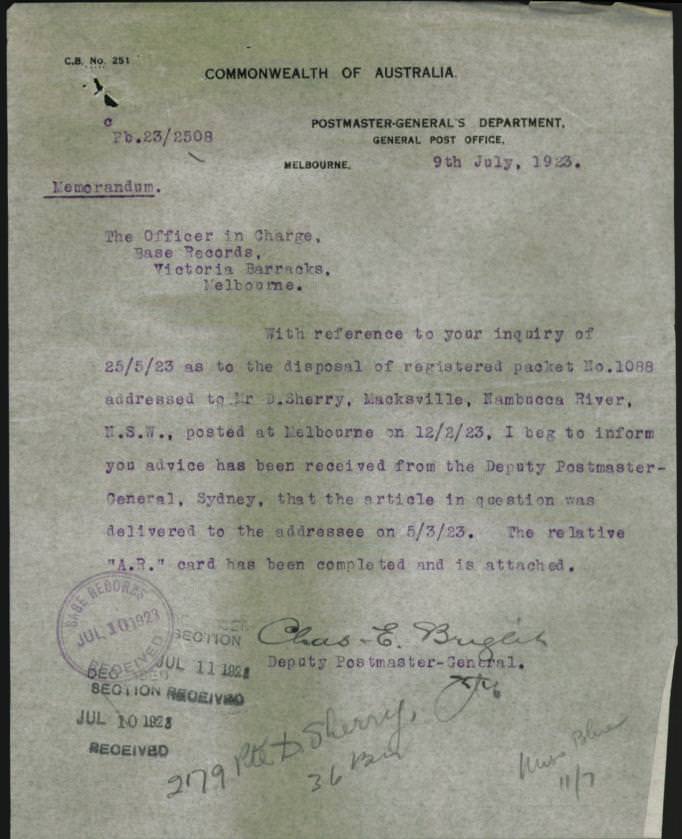 C.B. No. 251
COMMONWEALTH OF AUSTRALIA.
C
Pb.23/2508
POSTMASTER-GENERAL'S DEPARTMENT,
GENERAL POST OFFICE,
MELBOURNE, 9th July, 1923.
Memorandum.
The Officer in Charge,
Base Records,
Victoria Barracks,
Melbourne.
With reference to your inquiry of
25/5/23 as to the disposal of registered packet No.1088
addressed to Mr D.Sherry, Macksville, Nambucca River,
N.S.W., posted at Melbourne on 12/2/23, I beg to inform
you advice has been received from the Deputy Postmaster-
General, Sydney, that the article in question was
delivered to the addressee on 5/3/23. The relative
"A.R." card has been completed and is attached.
BASE RECORDS
JUL 10 1923
RECEIVED
SECTION
JUL 11 1923
RECEIVED
Chas. E. Bright
Deputy Postmaster-General.
SECTION
JUL 10 1923
RECEIVED
2179 Pte D. Sherry,
36 Bn
Miss Blue
11/7